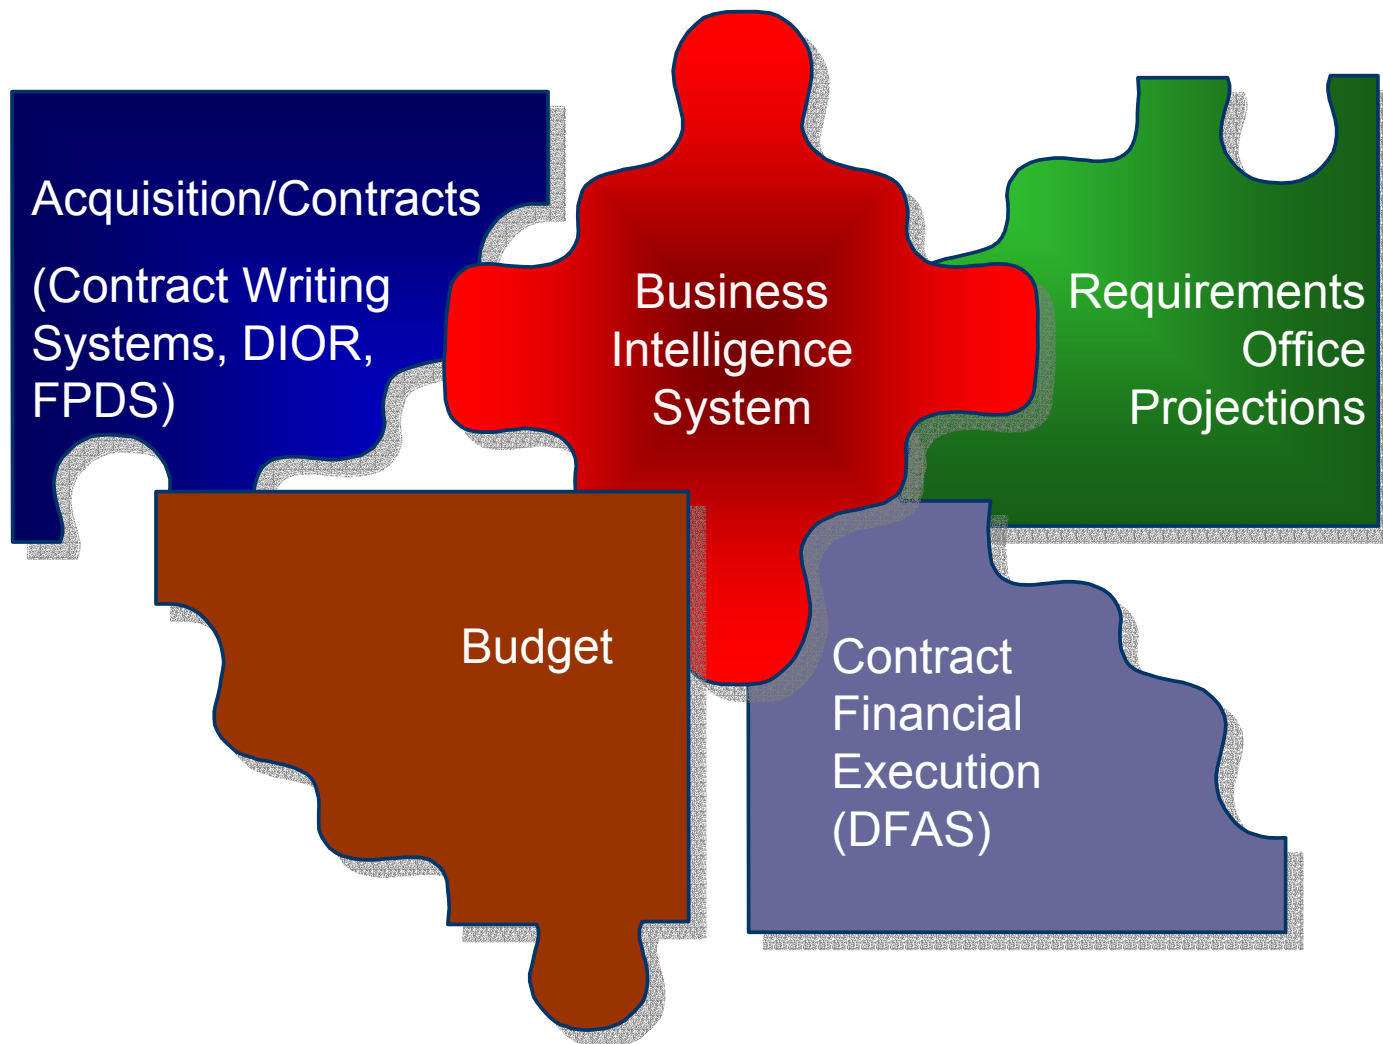 Acquisition/Contracts
(Contract Writing
Systems, DIOR,
FPDS)
Business
Intelligence
System
Requirements
Office
Projections
Budget
Contract
Financial
Execution
(DFAS)